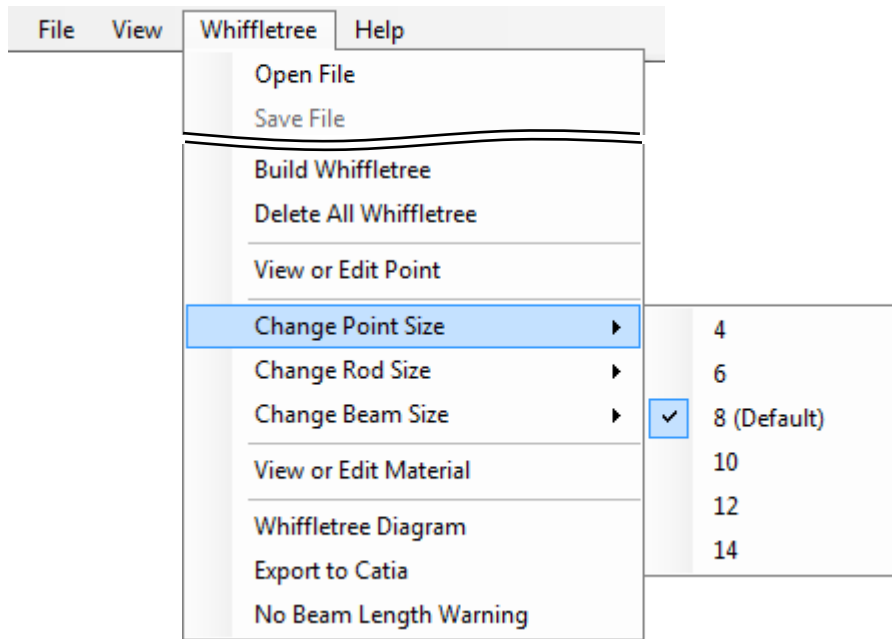 File View Whiffletree Help
Open File
Save File
Build Whiffletree
Delete All Whiffletree
View or Edit Point
Change Point Size
Change Rod Size
Change Beam Size
View or Edit Material
Whiffletree Diagram
Export to Catia
No Beam Length Warning
4
6
8 (Default)
10
12
14